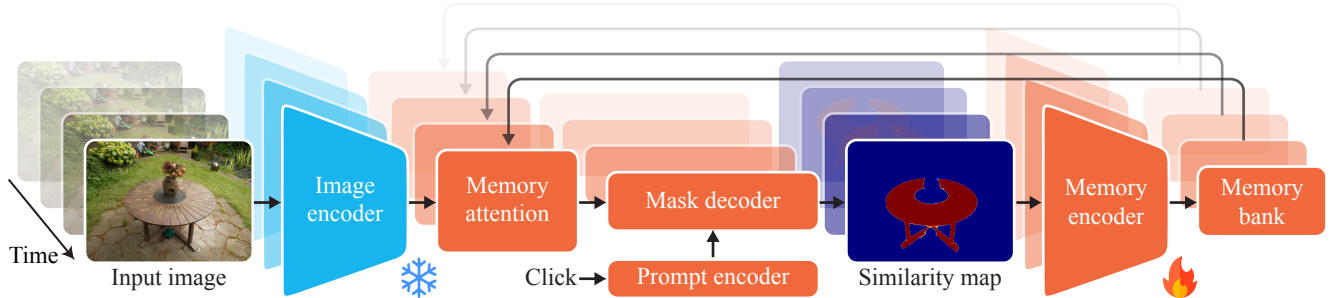 Time
Input image
Image
encoder
Memory
attention
Mask decoder
Click
Prompt encoder
Similarity map
Memory
encoder
Memory
bank